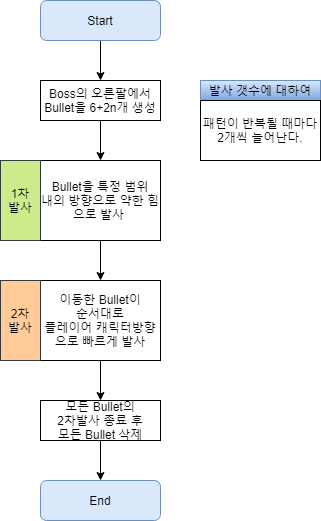 Start
Boss의 오른팔에서
Bullet을 6+2n개 생성
발사 갯수에 대하여
패턴이 반복될 때마다
2개씩 늘어난다.
1차
발사
Bullet을 특정 범위
내의 방향으로 약한 힘
으로 발사
2차
발사
이동한 Bullet이
순서대로
플레이어 캐릭터방향
으로 빠르게 발사
모든 Bullet의
2차발사 종료 후
모든 Bullet 삭제
End